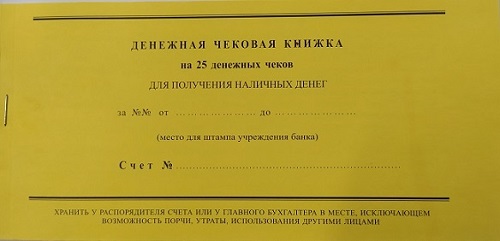 ДЕНЕЖНАЯ ЧЕКОВАЯ КНИЖКА
на 25 денежных чеков
ДЛЯ ПОЛУЧЕНИЯ НАЛИЧНЫХ ДЕНЕГ
за №№ от ..................... до .....................
(место для штампа учреждения банка)
Счет № ............................................................
ХРАНИТЬ У РАСПОРЯДИТЕЛЯ СЧЕТА ИЛИ У ГЛАВНОГО БУХГАЛТЕРА В МЕСТЕ, ИСКЛЮЧАЮЩЕМ
ВОЗМОЖНОСТЬ ПОРЧИ, УТРАТЫ, ИСПОЛЬЗОВАНИЯ ДРУГИМИ ЛИЦАМИ